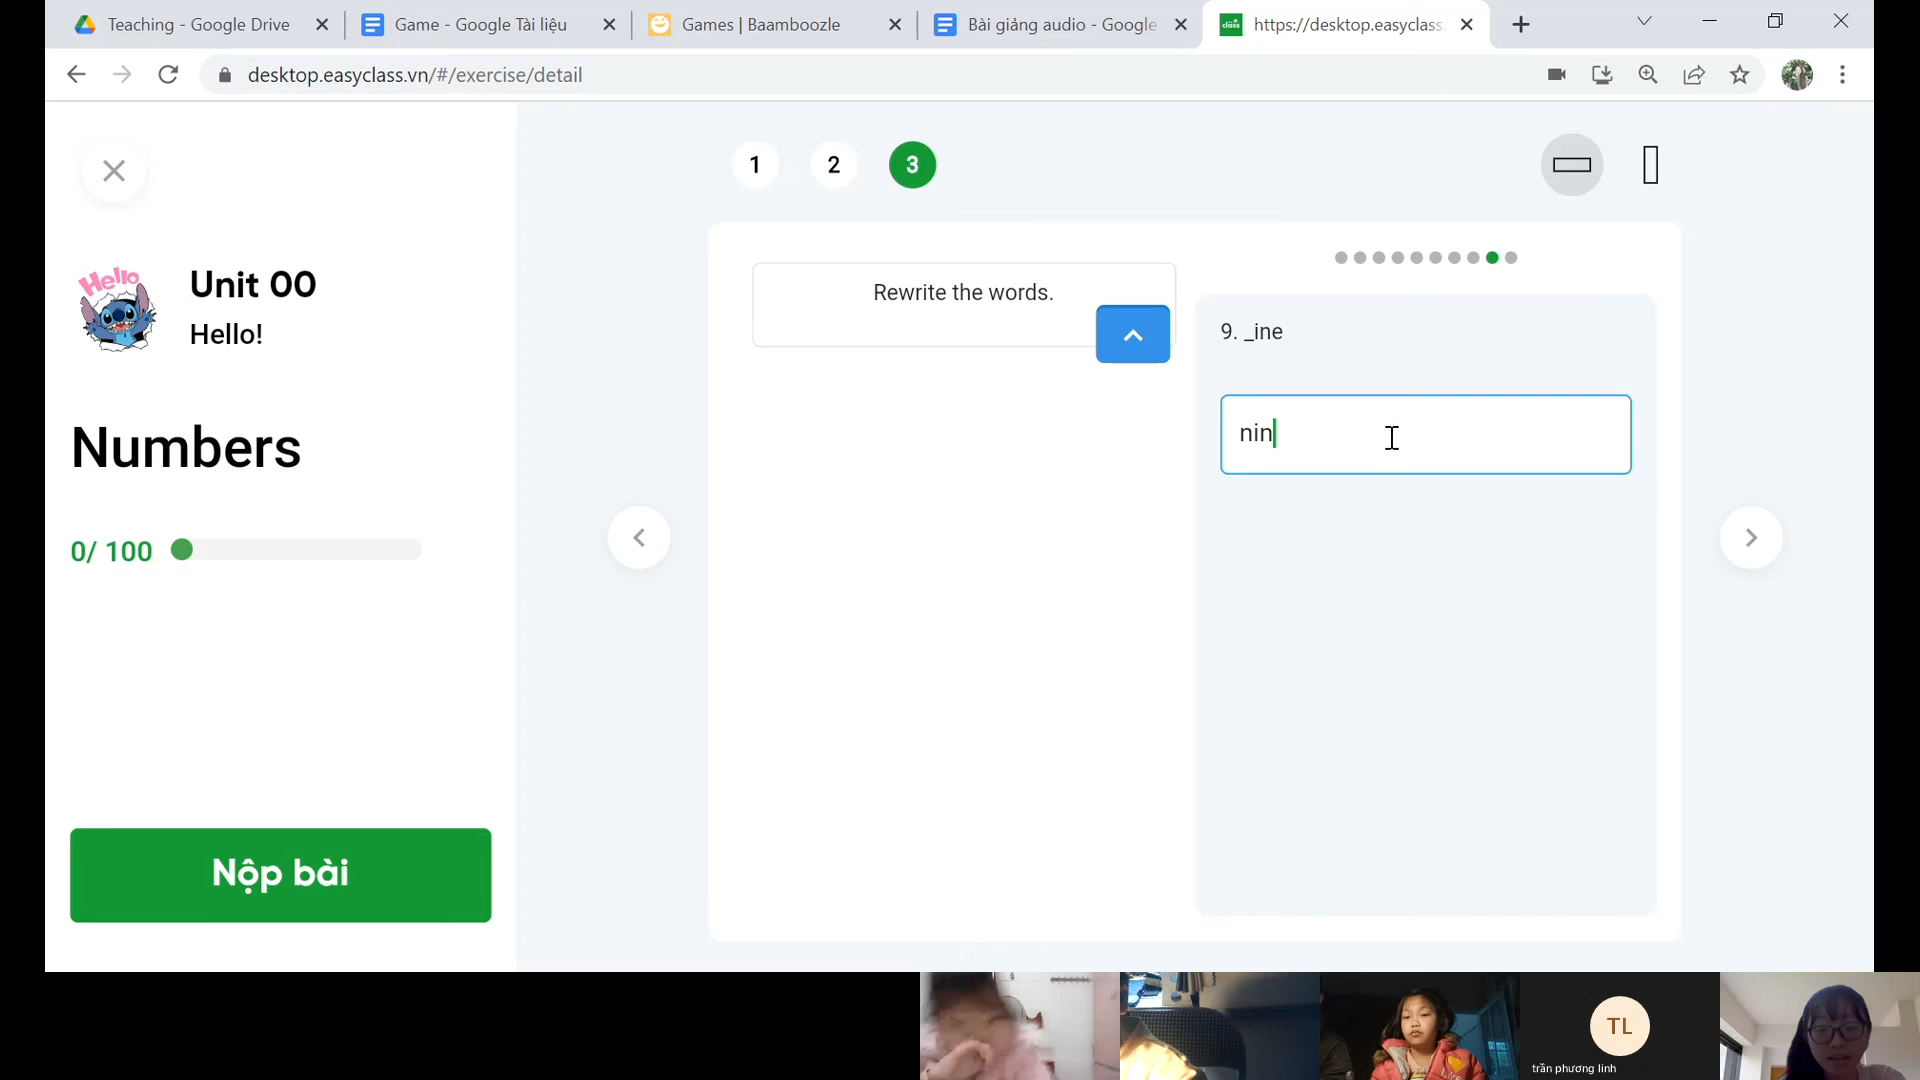 Teaching - Google Drive
Game - Google Tài liệu
Games | Baamboozle
Bài giảng audio - Google
class
https://desktop.easyclass.
desktop.easyclass.vn/#/exercise/detail
1
2
3
Hello
Unit 00
Hello!
Rewrite the words.
9. _ine
nin
Numbers
0/ 100
Nộp bài
TL
trần phương linh